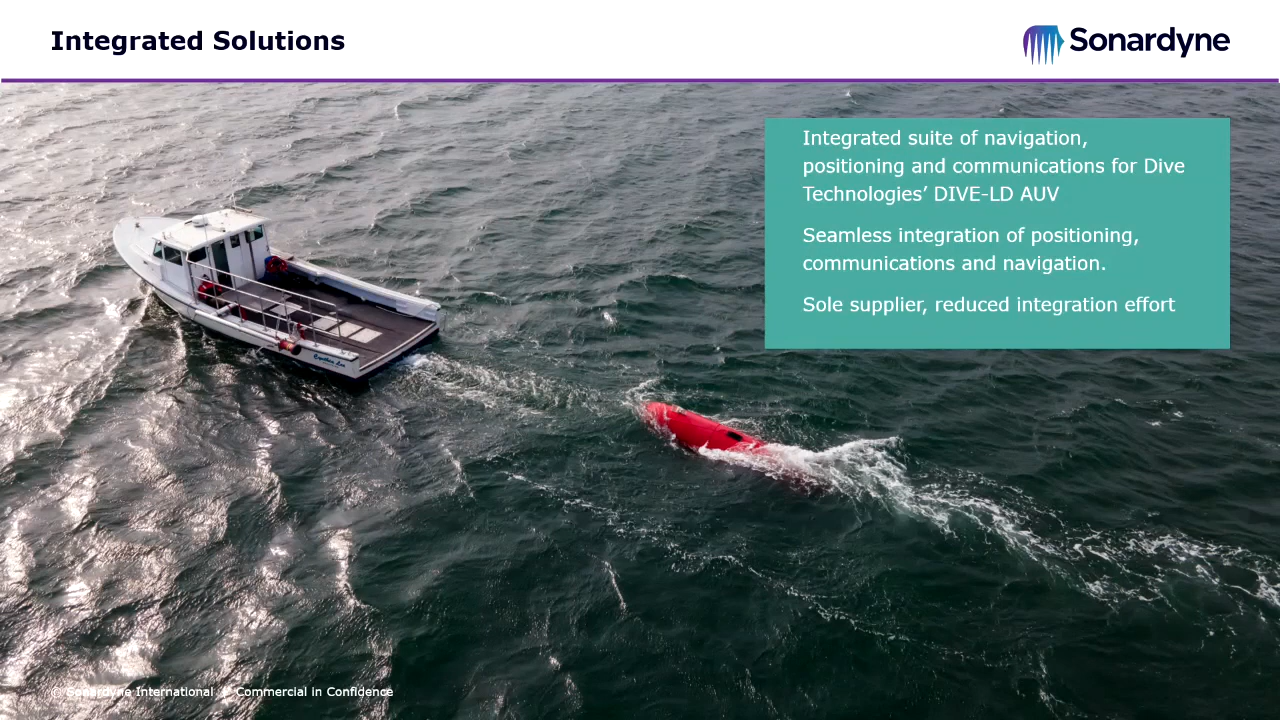 Integrated Solutions
Sonardyne
Integrated suite of navigation,
positioning and communications for Dive
Technologies’ DIVE-LD AUV
Seamless integration of positioning,
communications and navigation.
Sole supplier, reduced integration effort
© Sonardyne International / Commercial in Confidence